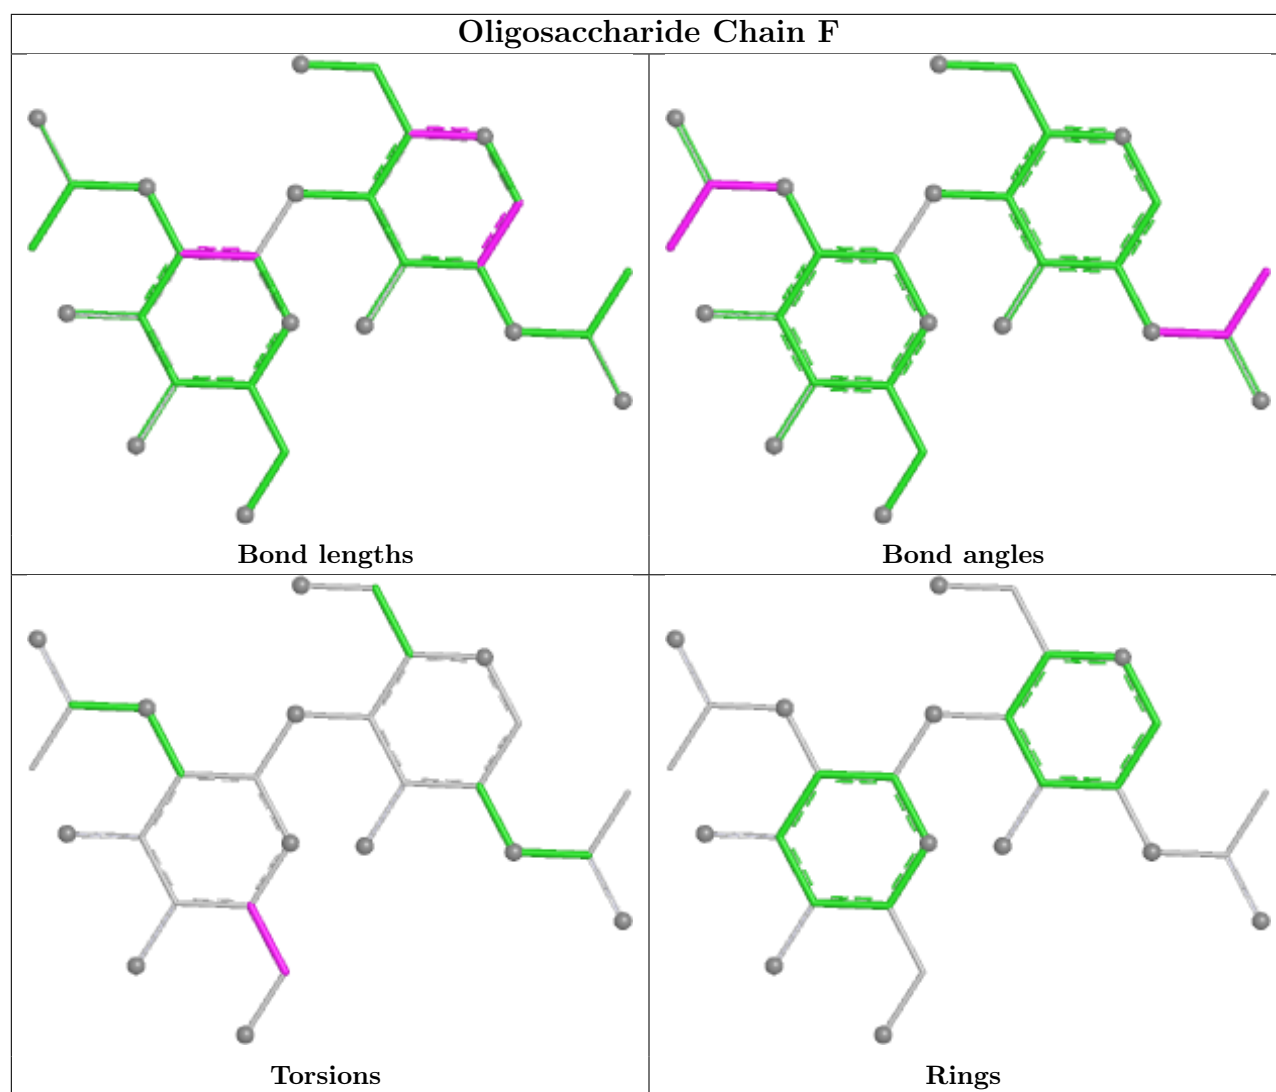 Oligosaccharide Chain F
Bond lengths
Bond angles
Torsions
Rings